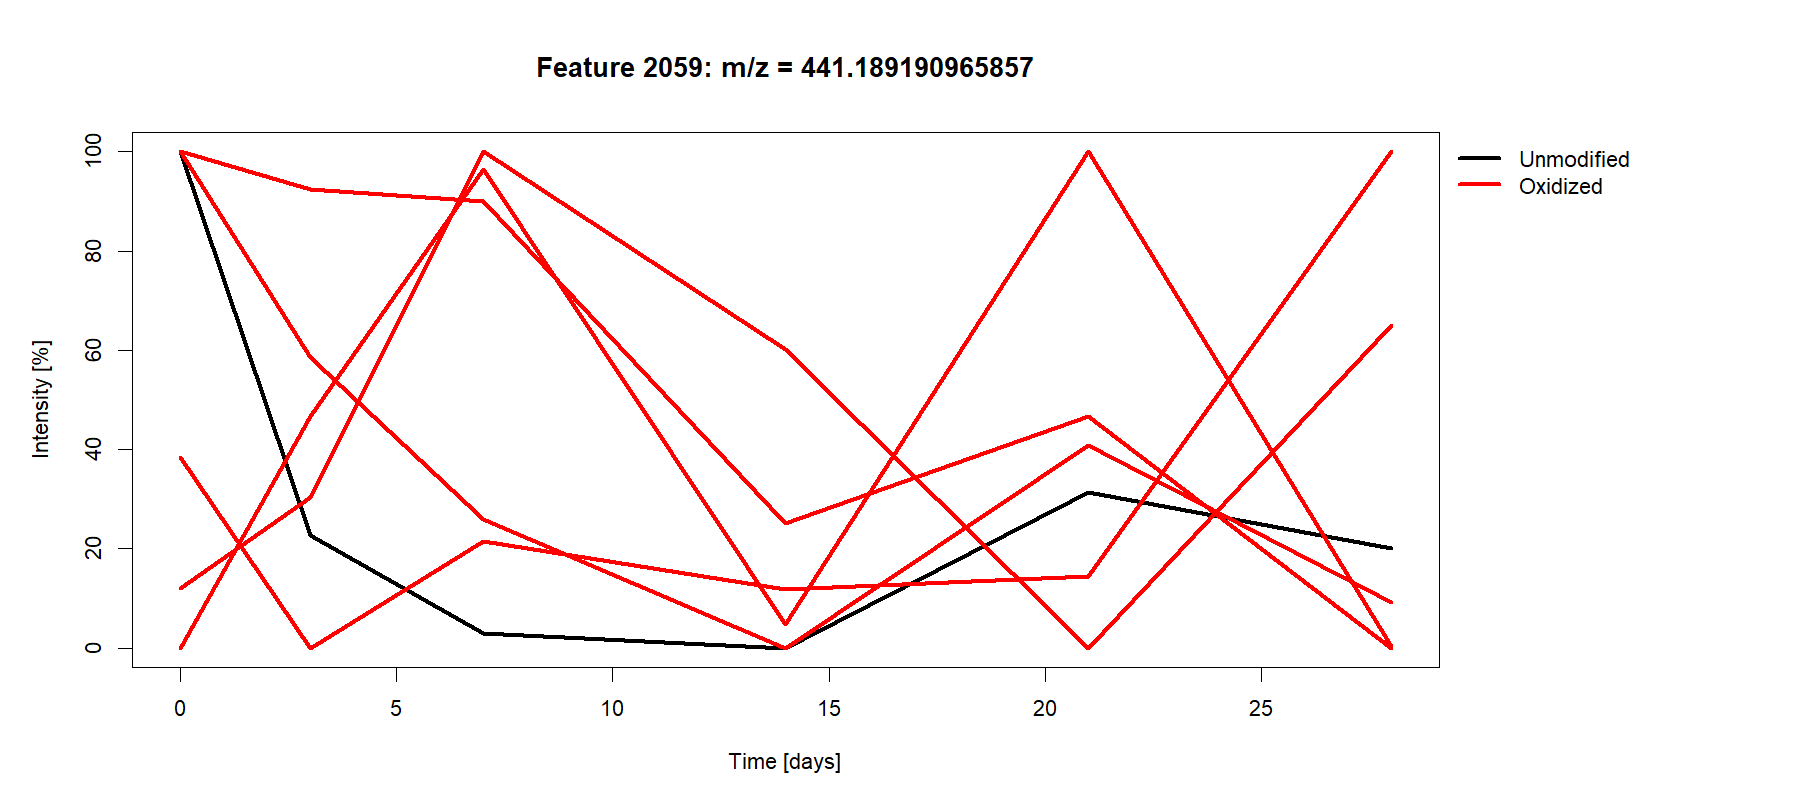 Feature 2059: m/z = 441.189190965857
Unmodified
Oxidized
Intensity [%]
100
80
60
40
20
0
0 5 10 15 20 25
Time [days]